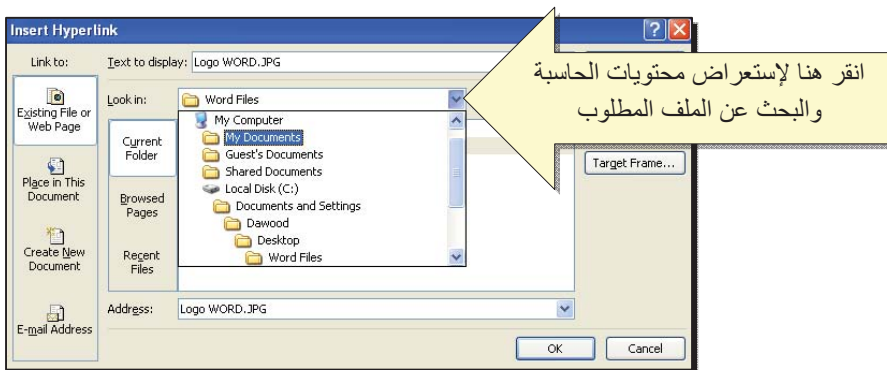 Insert Hyperlink
Link to:
Text to display: Logo WORD.JPG
انقر هنا لإستعراض محتويات الحاسبة
والبحث عن الملف المطلوب
Existing File or
Web Page
Look in: Word Files
My Computer
My Documents
Guest's Documents
Shared Documents
Local Disk (C:)
Documents and Settings
Dawood
Desktop
Word Files
Current
Folder
Browsed
Pages
Recent
Files
Target Frame...
Place in This
Document
Create New
Document
E-mail Address
Address: Logo WORD.JPG
OK
Cancel